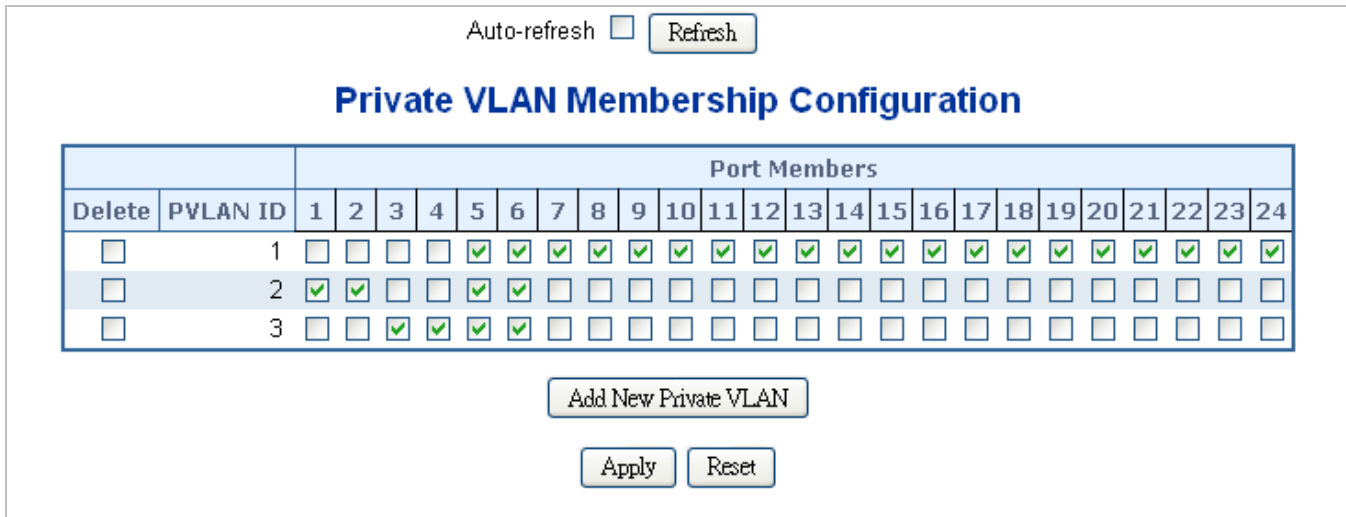 Auto-refresh Refresh
Private VLAN Membership Configuration
Port Members
Delete PVLAN ID 1 2 3 4 5 6 7 8 9 10 11 12 13 14 15 16 17 18 19 20 21 22 23 24
1
2
3
Add New Private VLAN
Apply Reset